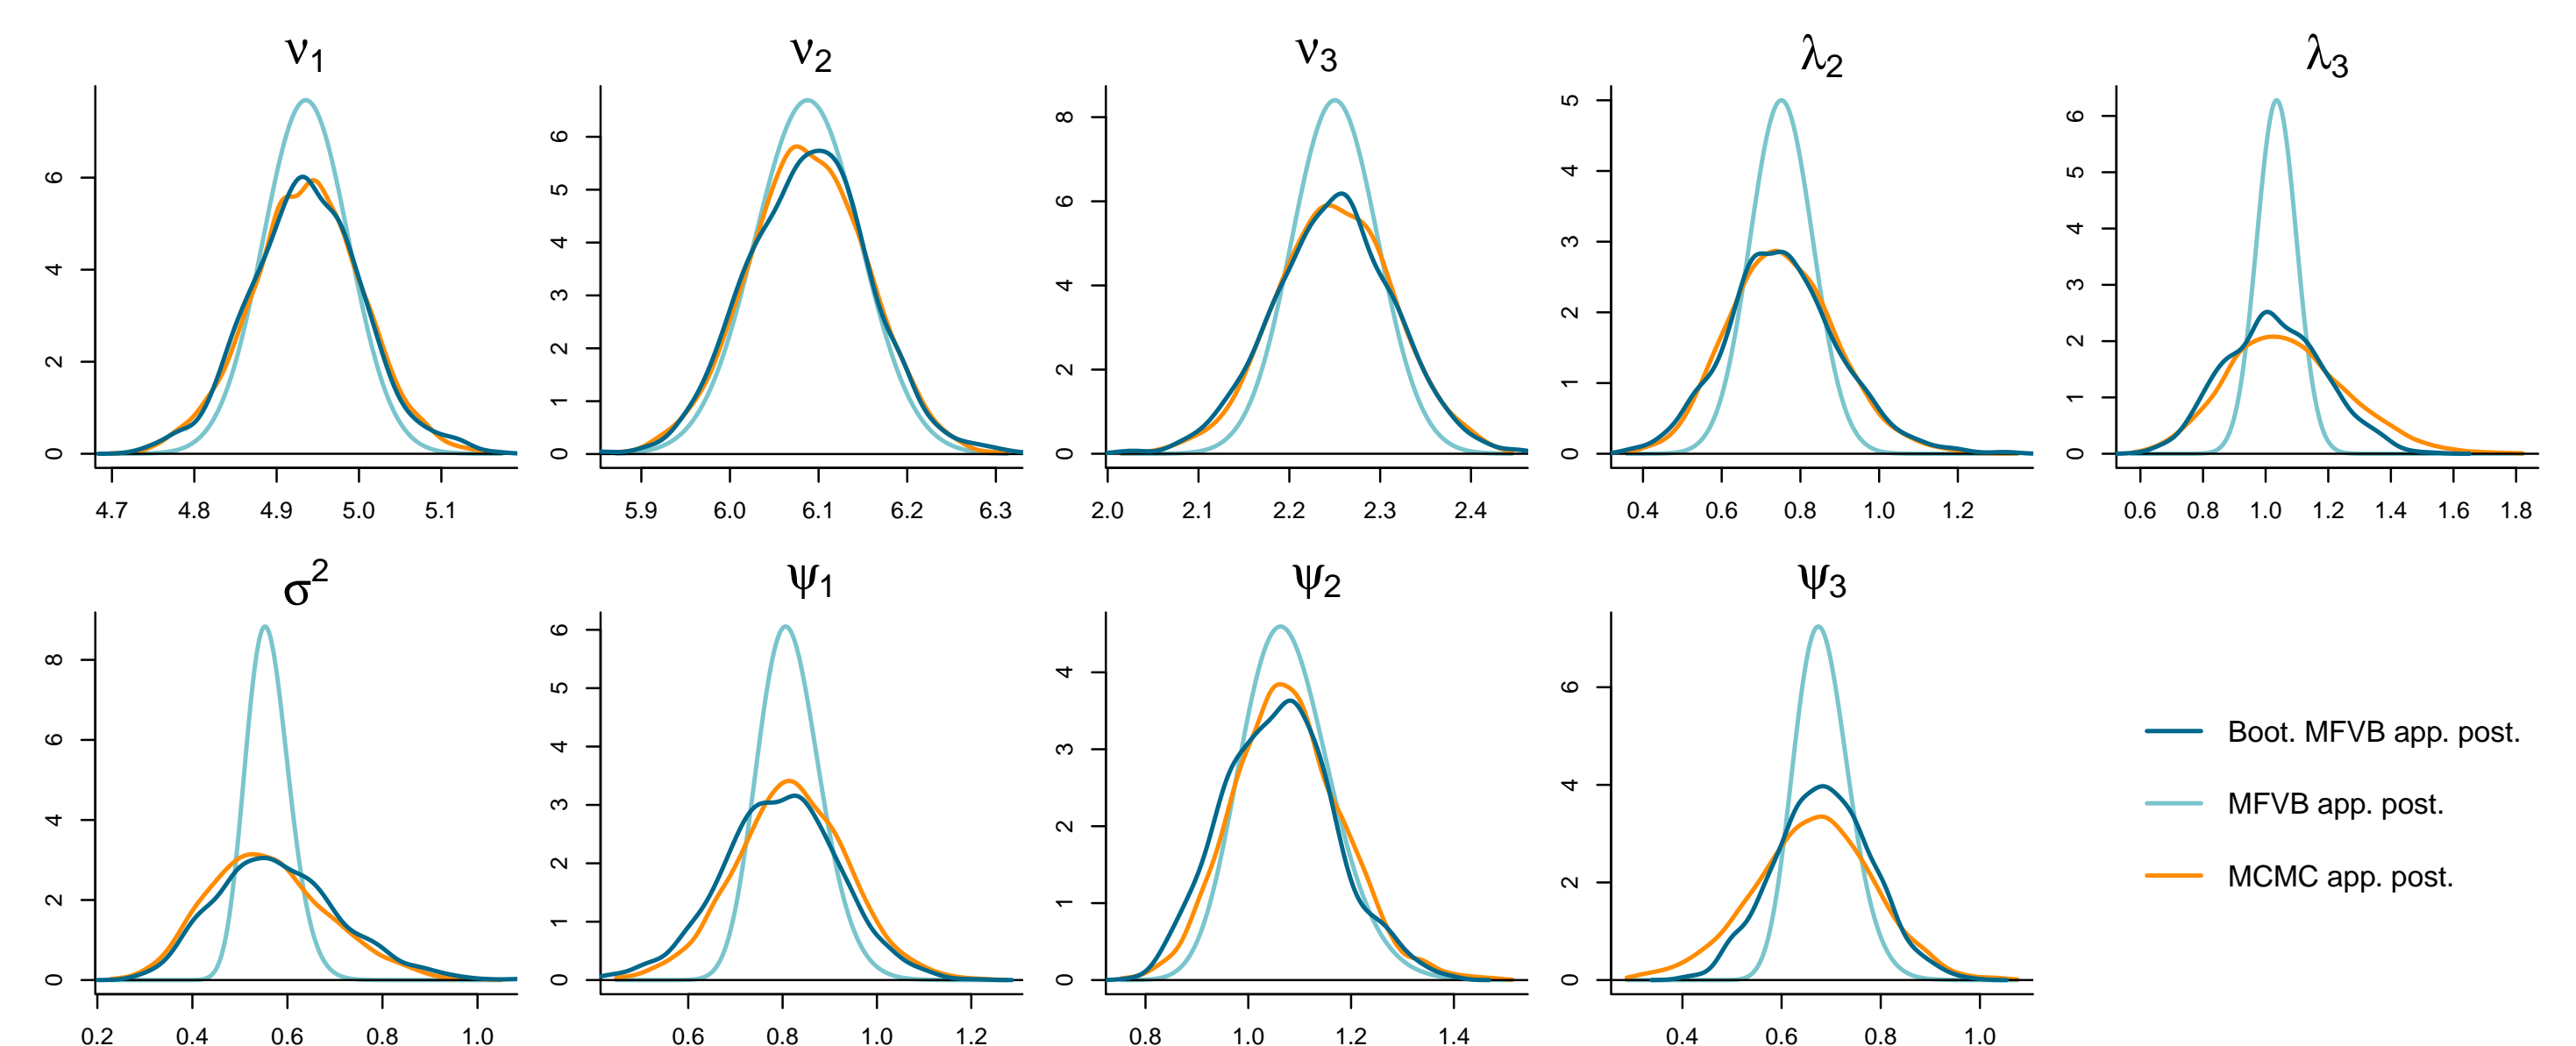 ν1 ν2 ν3 λ2 λ3
0 2 4 6
4.7 4.8 4.9 5.0 5.1
0 1 2 3 4 5 6
5.9 6.0 6.1 6.2 6.3
0 2 4 6 8
2.0 2.1 2.2 2.3 2.4
0 1 2 3 4 5
0.4 0.6 0.8 1.0 1.2
0 1 2 3 4 5 6
0.6 0.8 1.0 1.2 1.4 1.6 1.8
σ2 ψ1 ψ2 ψ3
0 2 4 6 8
0.2 0.4 0.6 0.8 1.0
0 1 2 3 4 5 6
0.6 0.8 1.0 1.2
0 1 2 3 4
0.8 1.0 1.2 1.4
0 2 4 6
0.4 0.6 0.8 1.0
Boot. MFVB app. post.
MFVB app. post.
MCMC app. post.